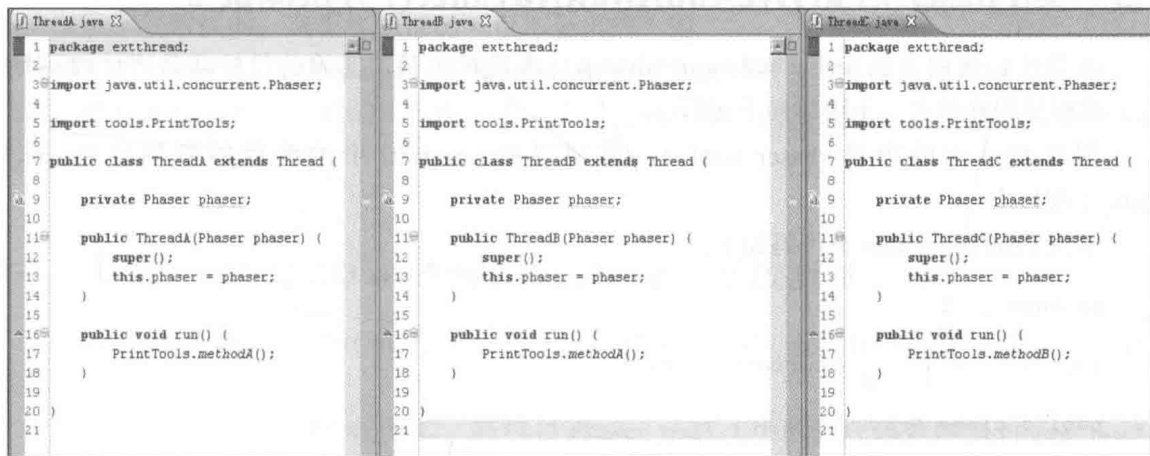 ThreadA.java
1 package extthread;
2
3 import java.util.concurrent.Phaser;
4
5 import tools.PrintTools;
6
7 public class ThreadA extends Thread {
8
9 private Phaser phaser;
10
11 public ThreadA(Phaser phaser) {
12 super();
13 this.phaser = phaser;
14 }
15
16 public void run() {
17 PrintTools.methodA();
18 }
19
20 }
21
ThreadB.java
1 package extthread;
2
3 import java.util.concurrent.Phaser;
4
5 import tools.PrintTools;
6
7 public class ThreadB extends Thread {
8
9 private Phaser phaser;
10
11 public ThreadB(Phaser phaser) {
12 super();
13 this.phaser = phaser;
14 }
15
16 public void run() {
17 PrintTools.methodA();
18 }
19
20 }
21
ThreadC.java
1 package extthread;
2
3 import java.util.concurrent.Phaser;
4
5 import tools.PrintTools;
6
7 public class ThreadC extends Thread {
8
9 private Phaser phaser;
10
11 public ThreadC(Phaser phaser) {
12 super();
13 this.phaser = phaser;
14 }
15
16 public void run() {
17 PrintTools.methodB();
18 }
19
20 }
21